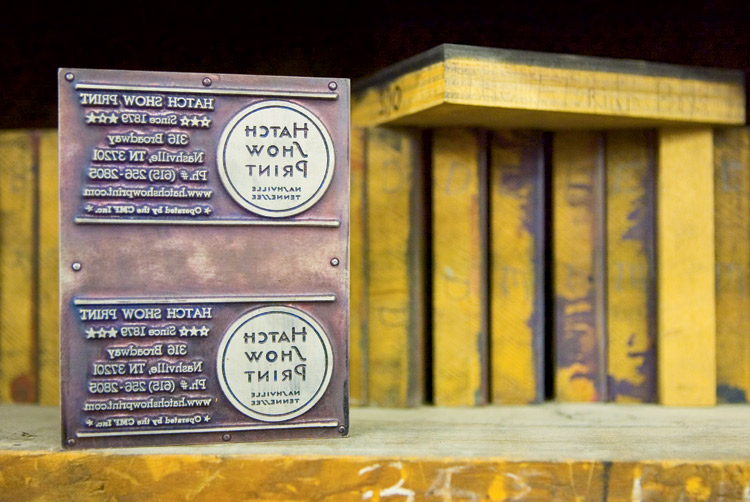 HATCH SHOW PRINT
★★★ Since 1879 ★★★
316 Broadway
Nashville, TN 37201
Ph.# (615) 256-2805
www.hatchshowprint.com
* Operated by the CMF Inc. *
HATCH
SHOW
PRINT
NASHVILLE
TENNESSEE
HATCH SHOW PRINT
★★★ Since 1879 ★★★
316 Broadway
Nashville, TN 37201
Ph.# (615) 256-2805
www.hatchshowprint.com
* Operated by the CMF Inc. *
HATCH
SHOW
PRINT
NASHVILLE
TENNESSEE